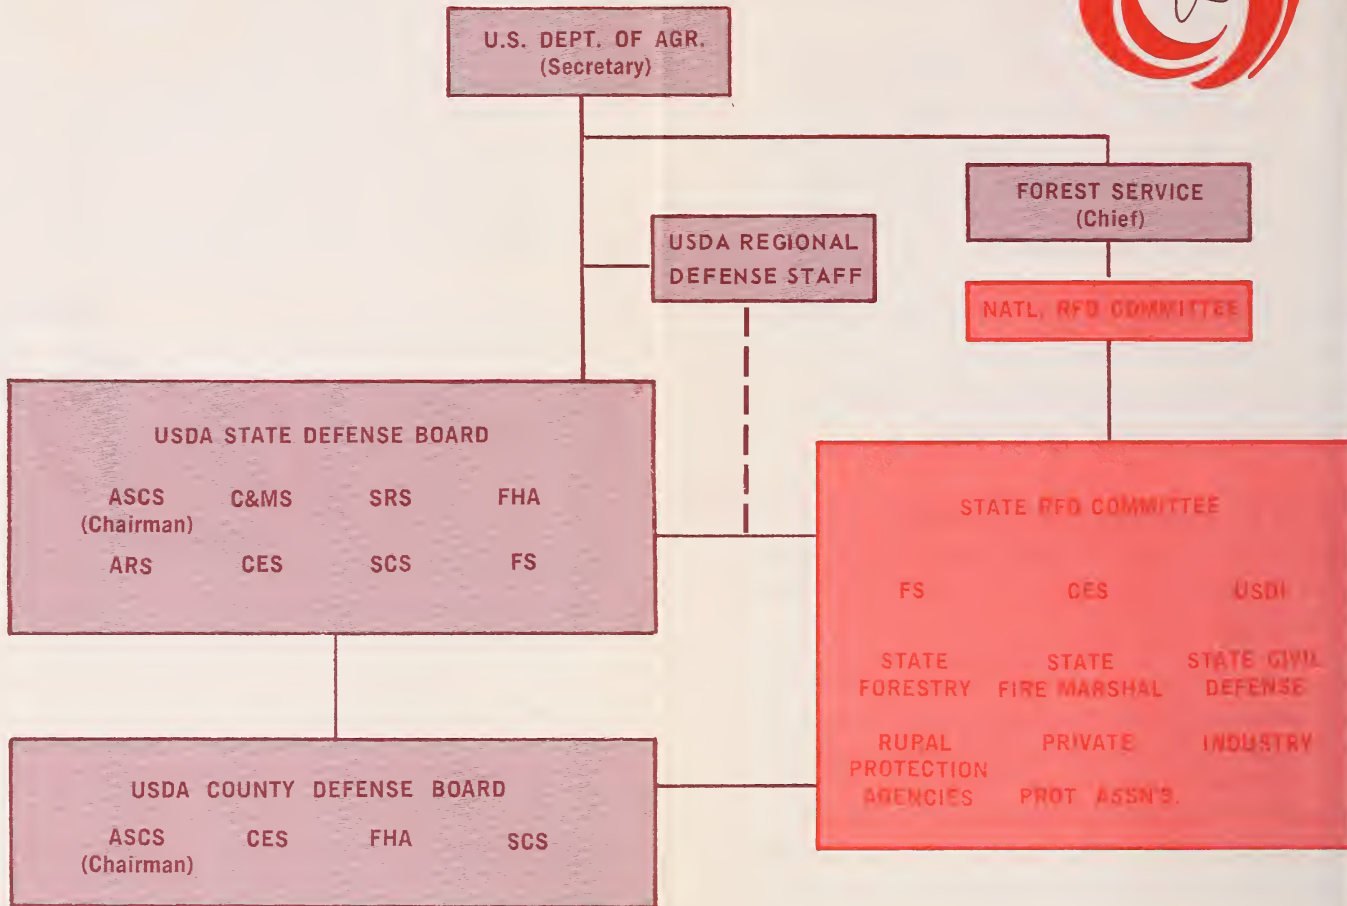 U.S. DEPT. OF AGR.
(Secretary)
FOREST SERVICE
(Chief)
USDA REGIONAL
DEFENSE STAFF
NATL. RFD COMMITTEE
USDA STATE DEFENSE BOARD
ASCS C&MS SRS FHA
(Chairman)
ARS CES SCS FS
STATE RFD COMMITTEE
FS CES USDI
STATE STATE STATE CIVIL
FORESTRY FIRE MARSHAL DEFENSE
RURAL PRIVATE INDUSTRY
PROTECTION
AGENCIES PROT ASSN'S.
USDA COUNTY DEFENSE BOARD
ASCS CES FHA SCS
(Chairman)